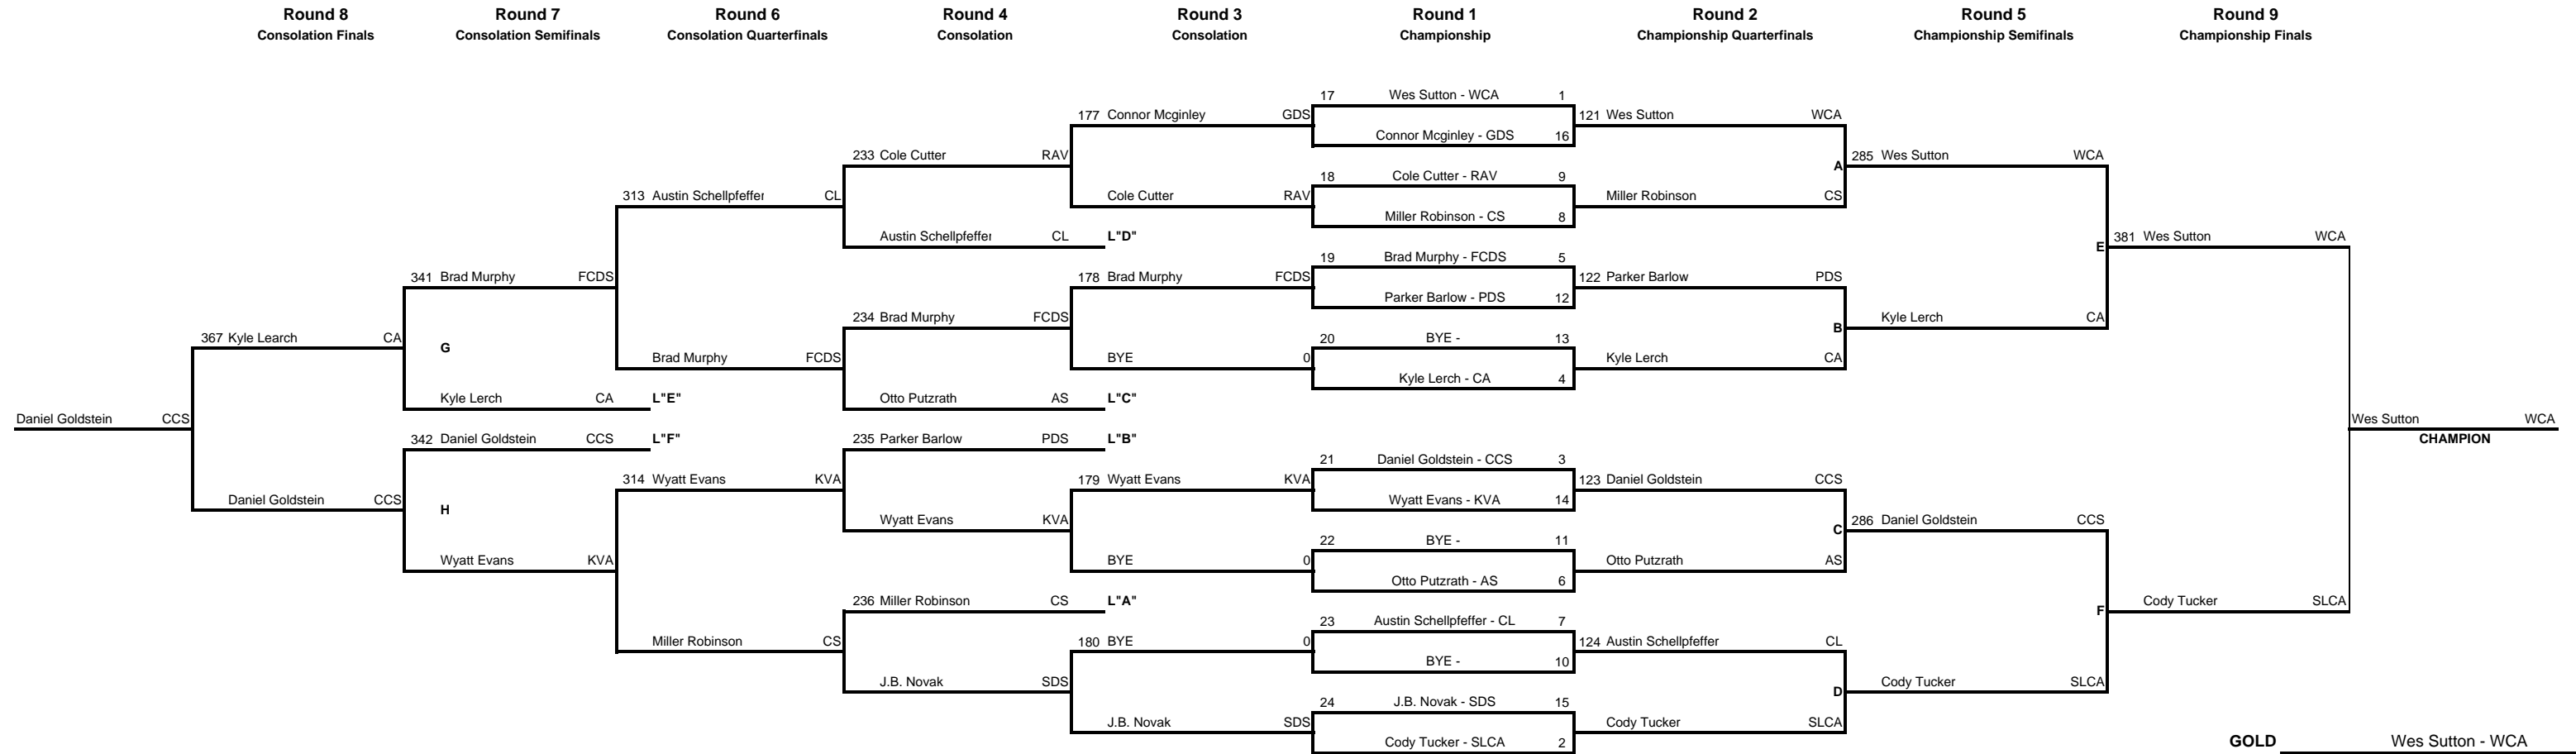 Round 8 Round 7 Round 6 Round 4 Round 3 Round 1 Round 2 Round 5 Round 9
Consolation Finals Consolation Semifinals Consolation Quarterfinals Consolation Consolation Championship Championship Quarterfinals Championship Semifinals Championship Finals
17 Wes Sutton - WCA 1
177 Connor Mcginley GDS 121 Wes Sutton WCA
Connor Mcginley - GDS 16
233 Cole Cutter RAV A 285 Wes Sutton WCA
18 Cole Cutter - RAV 9
313 Austin Schellpfeffer CL Cole Cutter RAV Miller Robinson CS
Miller Robinson - CS 8
Austin Schellpfeffer CL L"D" E 381 Wes Sutton WCA
19 Brad Murphy - FCDS 5
341 Brad Murphy FCDS 178 Brad Murphy FCDS 122 Parker Barlow PDS
Parker Barlow - PDS 12
234 Brad Murphy FCDS B Kyle Lerch CA
367 Kyle Learch CA G 20 BYE - 13
Brad Murphy FCDS BYE 0 Kyle Lerch CA
Kyle Lerch - CA 4
Kyle Lerch CA L"E" Otto Putzrath AS L"C"
Daniel Goldstein CCS Wes Sutton WCA
342 Daniel Goldstein CCS L"F" 235 Parker Barlow PDS L"B" CHAMPION
21 Daniel Goldstein - CCS 3
314 Wyatt Evans KVA 179 Wyatt Evans KVA 123 Daniel Goldstein CCS
Daniel Goldstein CCS Wyatt Evans - KVA 14
H Wyatt Evans KVA C 286 Daniel Goldstein CCS
22 BYE - 11
Wyatt Evans KVA BYE 0 Otto Putzrath AS
Otto Putzrath - AS 6
236 Miller Robinson CS L"A" F Cody Tucker SLCA
23 Austin Schellpfeffer - CL 7
Miller Robinson CS 180 BYE 0 124 Austin Schellpfeffer CL
BYE - 10
J.B. Novak SDS D Cody Tucker SLCA
24 J.B. Novak - SDS 15
J.B. Novak SDS Cody Tucker SLCA
Cody Tucker - SLCA 2 GOLD Wes Sutton - WCA